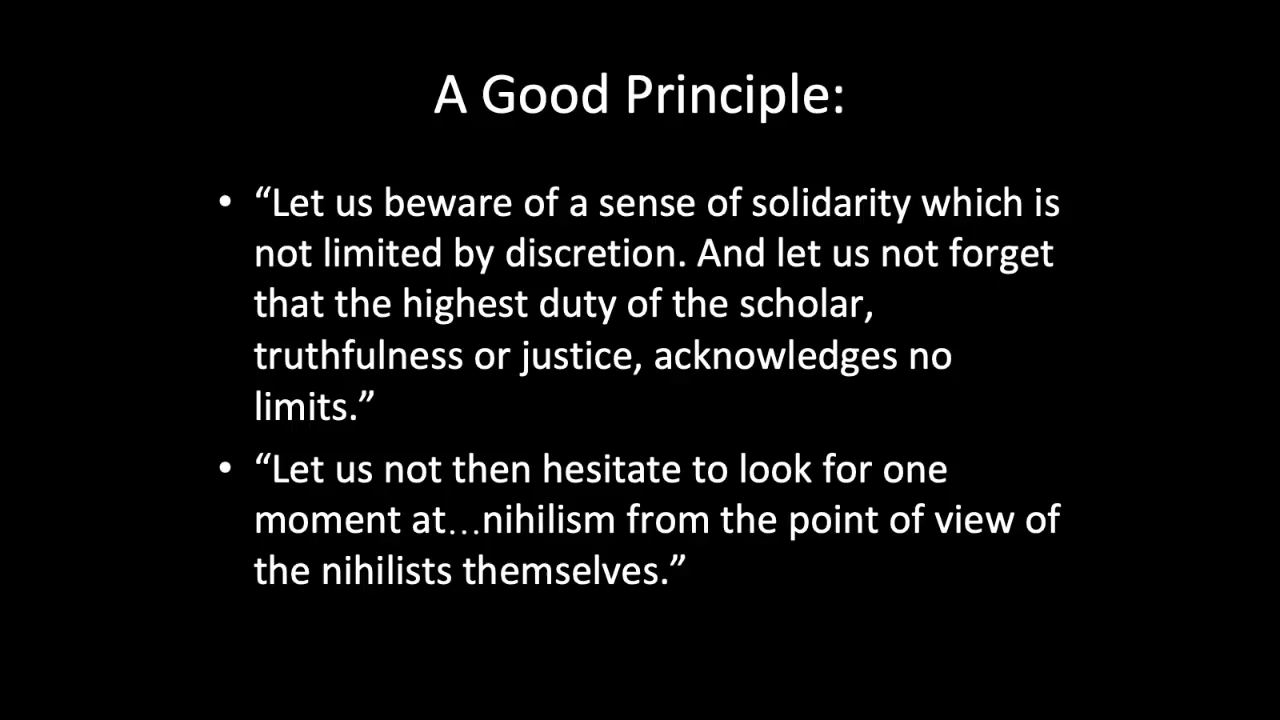 A Good Principle:
• “Let us beware of a sense of solidarity which is
not limited by discretion. And let us not forget
that the highest duty of the scholar,
truthfulness or justice, acknowledges no
limits.”
• “Let us not then hesitate to look for one
moment at…nihilism from the point of view of
the nihilists themselves.”